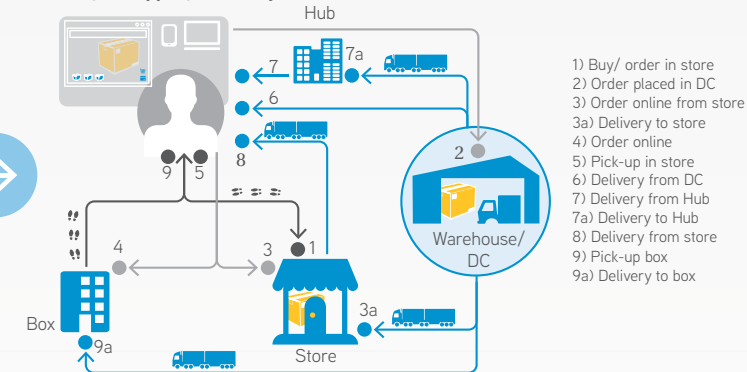 Hub
7
7a
6
8
2
9
5
4
3
1
Warehouse/
DC
3a
Box
9a
Store
1) Buy/ order in store
2) Order placed in DC
3) Order online from store
3a) Delivery to store
4) Order online
5) Pick-up in store
6) Delivery from DC
7) Delivery from Hub
7a) Delivery to Hub
8) Delivery from store
9) Pick-up box
9a) Delivery to box